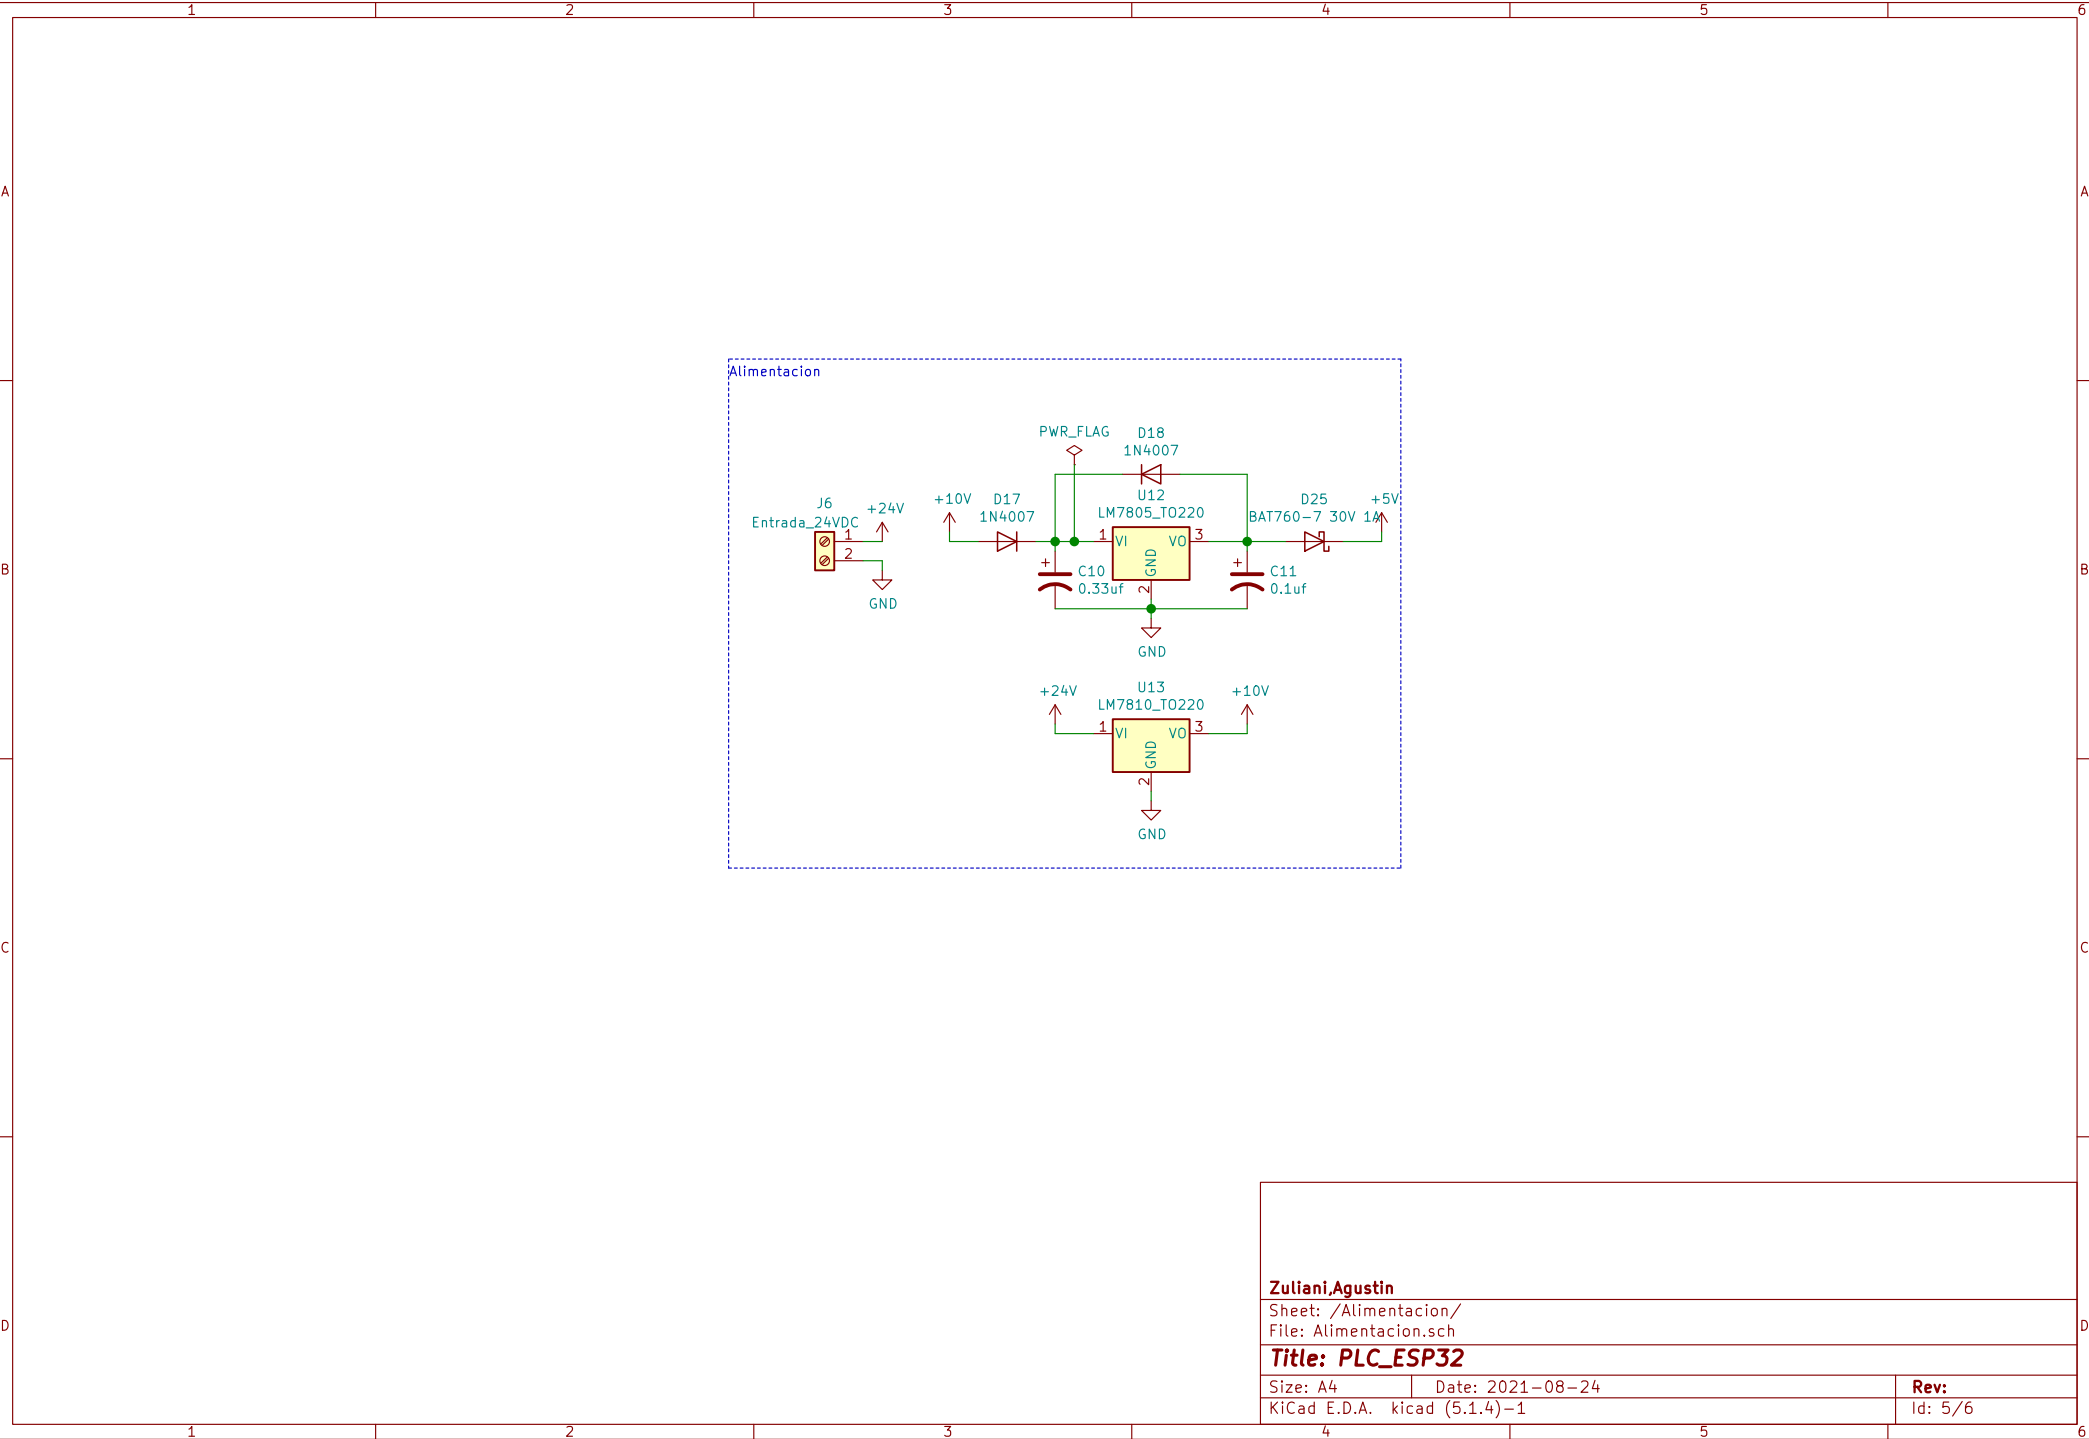 1 2 3 4 5 6
A A
Alimentacion
PWR_FLAG
D18
1N4007
J6
Entrada_24VDC
+24V
1
2
GND
+10V
D17
1N4007
U12
LM7805_TO220
1 VI VO 3
GND
2
D25
BAT760-7 30V 1A
+5V
+
C10
0.33uf
+
C11
0.1uf
GND
B B
+24V
U13
LM7810_TO220
+10V
1 VI VO 3
GND
2
GND
C C
Zuliani,Agustin
Sheet: /Alimentacion/
File: Alimentacion.sch
D D
Title: PLC_ESP32
Size: A4 Date: 2021-08-24 Rev:
KiCad E.D.A. kicad (5.1.4)-1 Id: 5/6
1 2 3 4 5 6